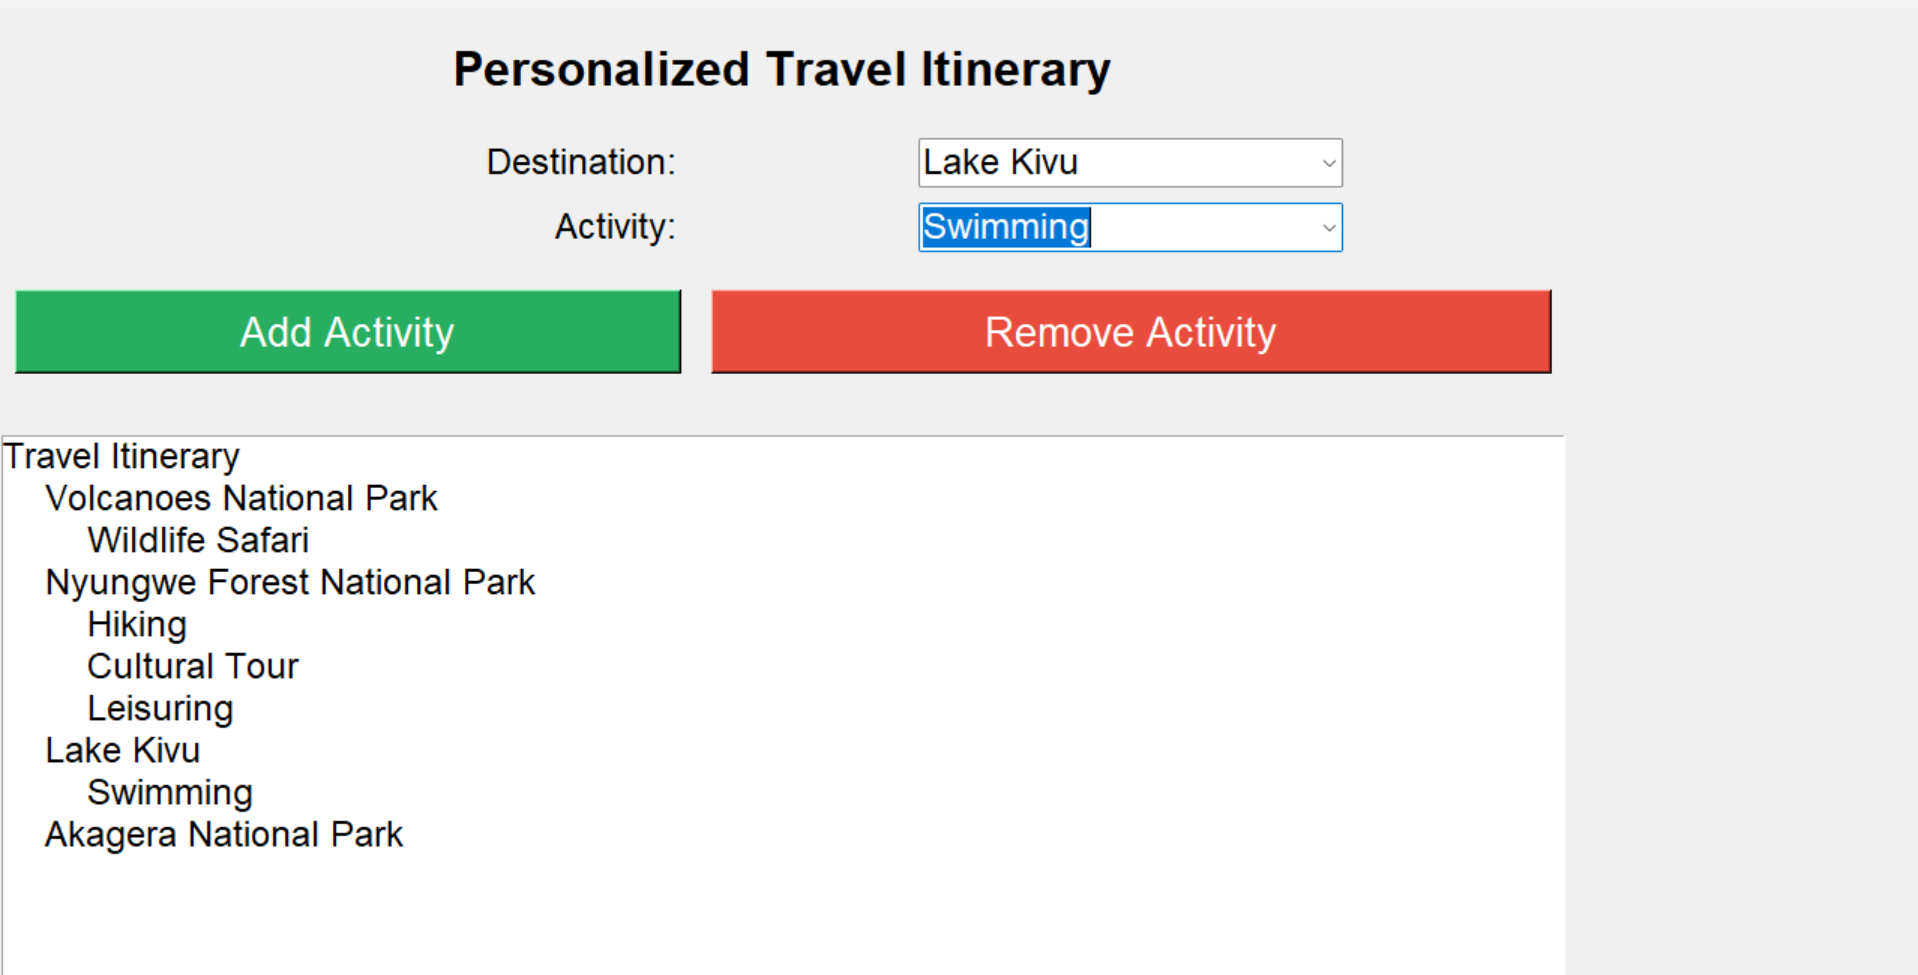 Personalized Travel Itinerary
Destination: Lake Kivu
Activity: Swimming
Add Activity Remove Activity
Travel Itinerary
Volcanoes National Park
Wildlife Safari
Nyungwe Forest National Park
Hiking
Cultural Tour
Leisuring
Lake Kivu
Swimming
Akagera National Park